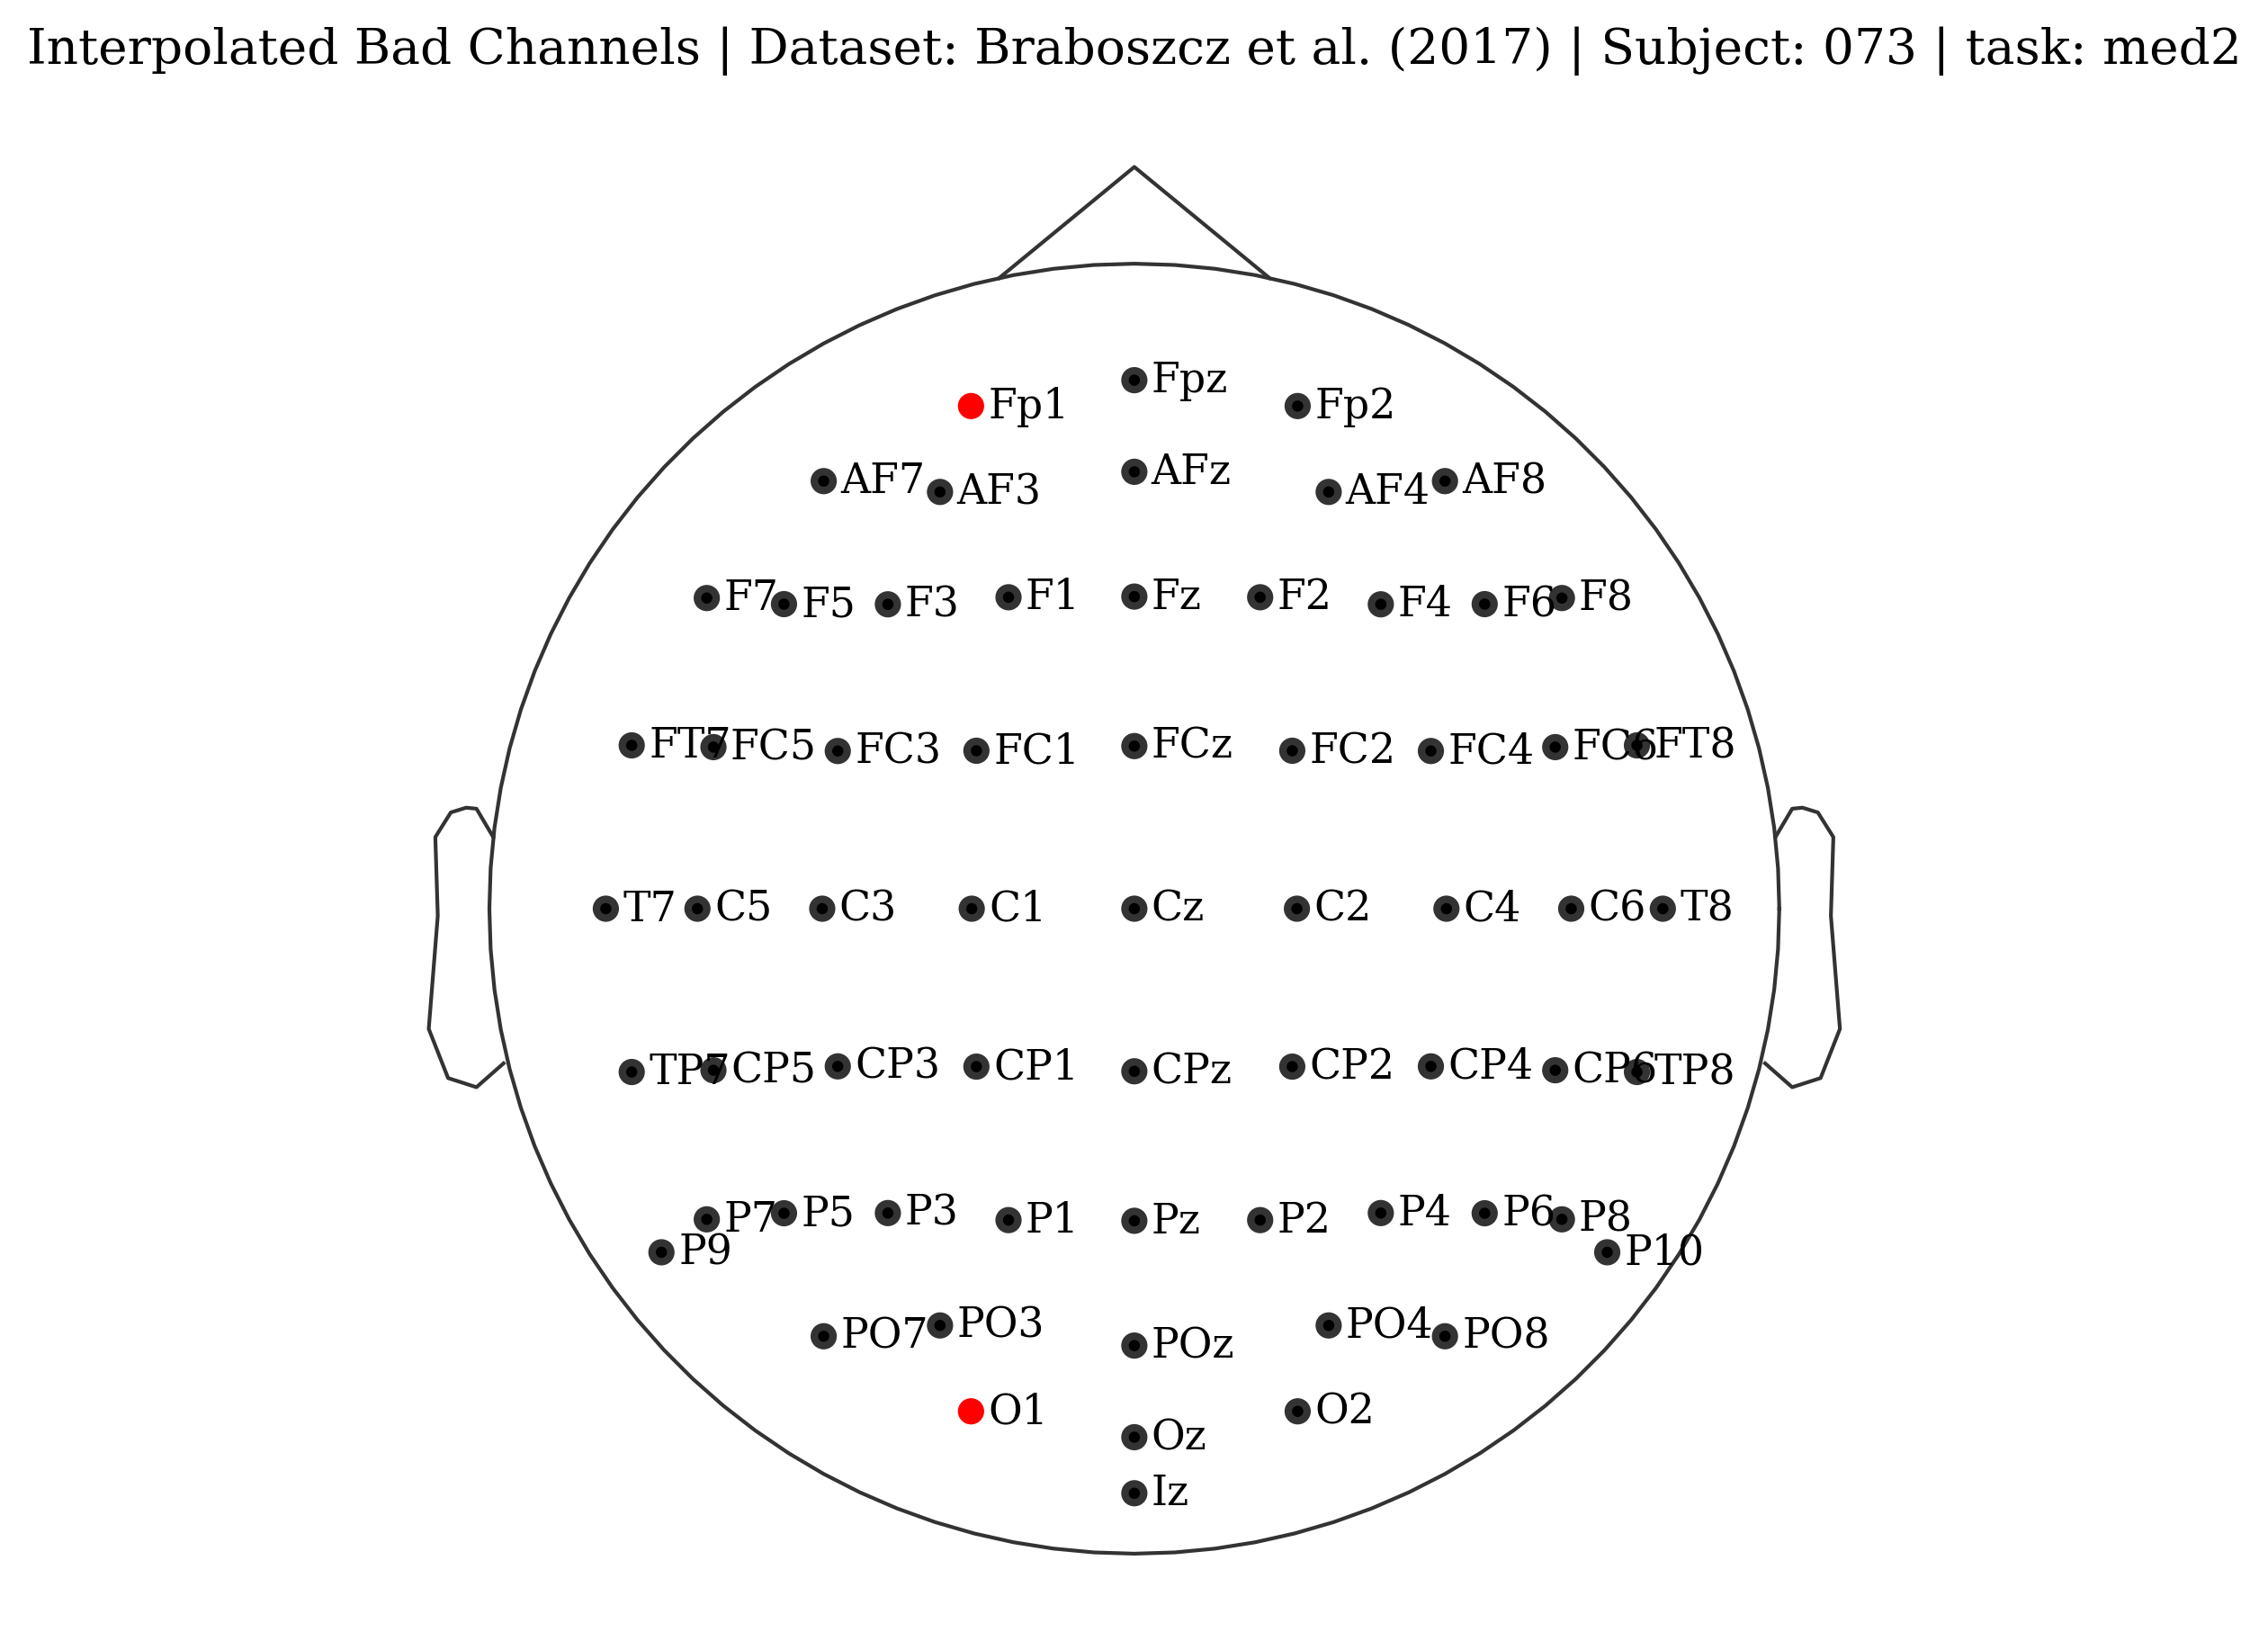 Interpolated Bad Channels | Dataset: Braboszcz et al. (2017) | Subject: 073 | task: med2
Fpz
Fp1 Fp2
AFz
AF7 AF3 AF4 AF8
F7 F5 F3 F1 Fz F2 F4 F6 F8
FT7 FC5 FC3 FC1 FCz FC2 FC4 FC6 FT8
T7 C5 C3 C1 Cz C2 C4 C6 T8
TP7 CP5 CP3 CP1 CPz CP2 CP4 CP6 TP8
P7 P5 P3 P1 Pz P2 P4 P6 P8
P9 P10
PO7 PO3 POz PO4 PO8
O1 O2
Oz
Iz